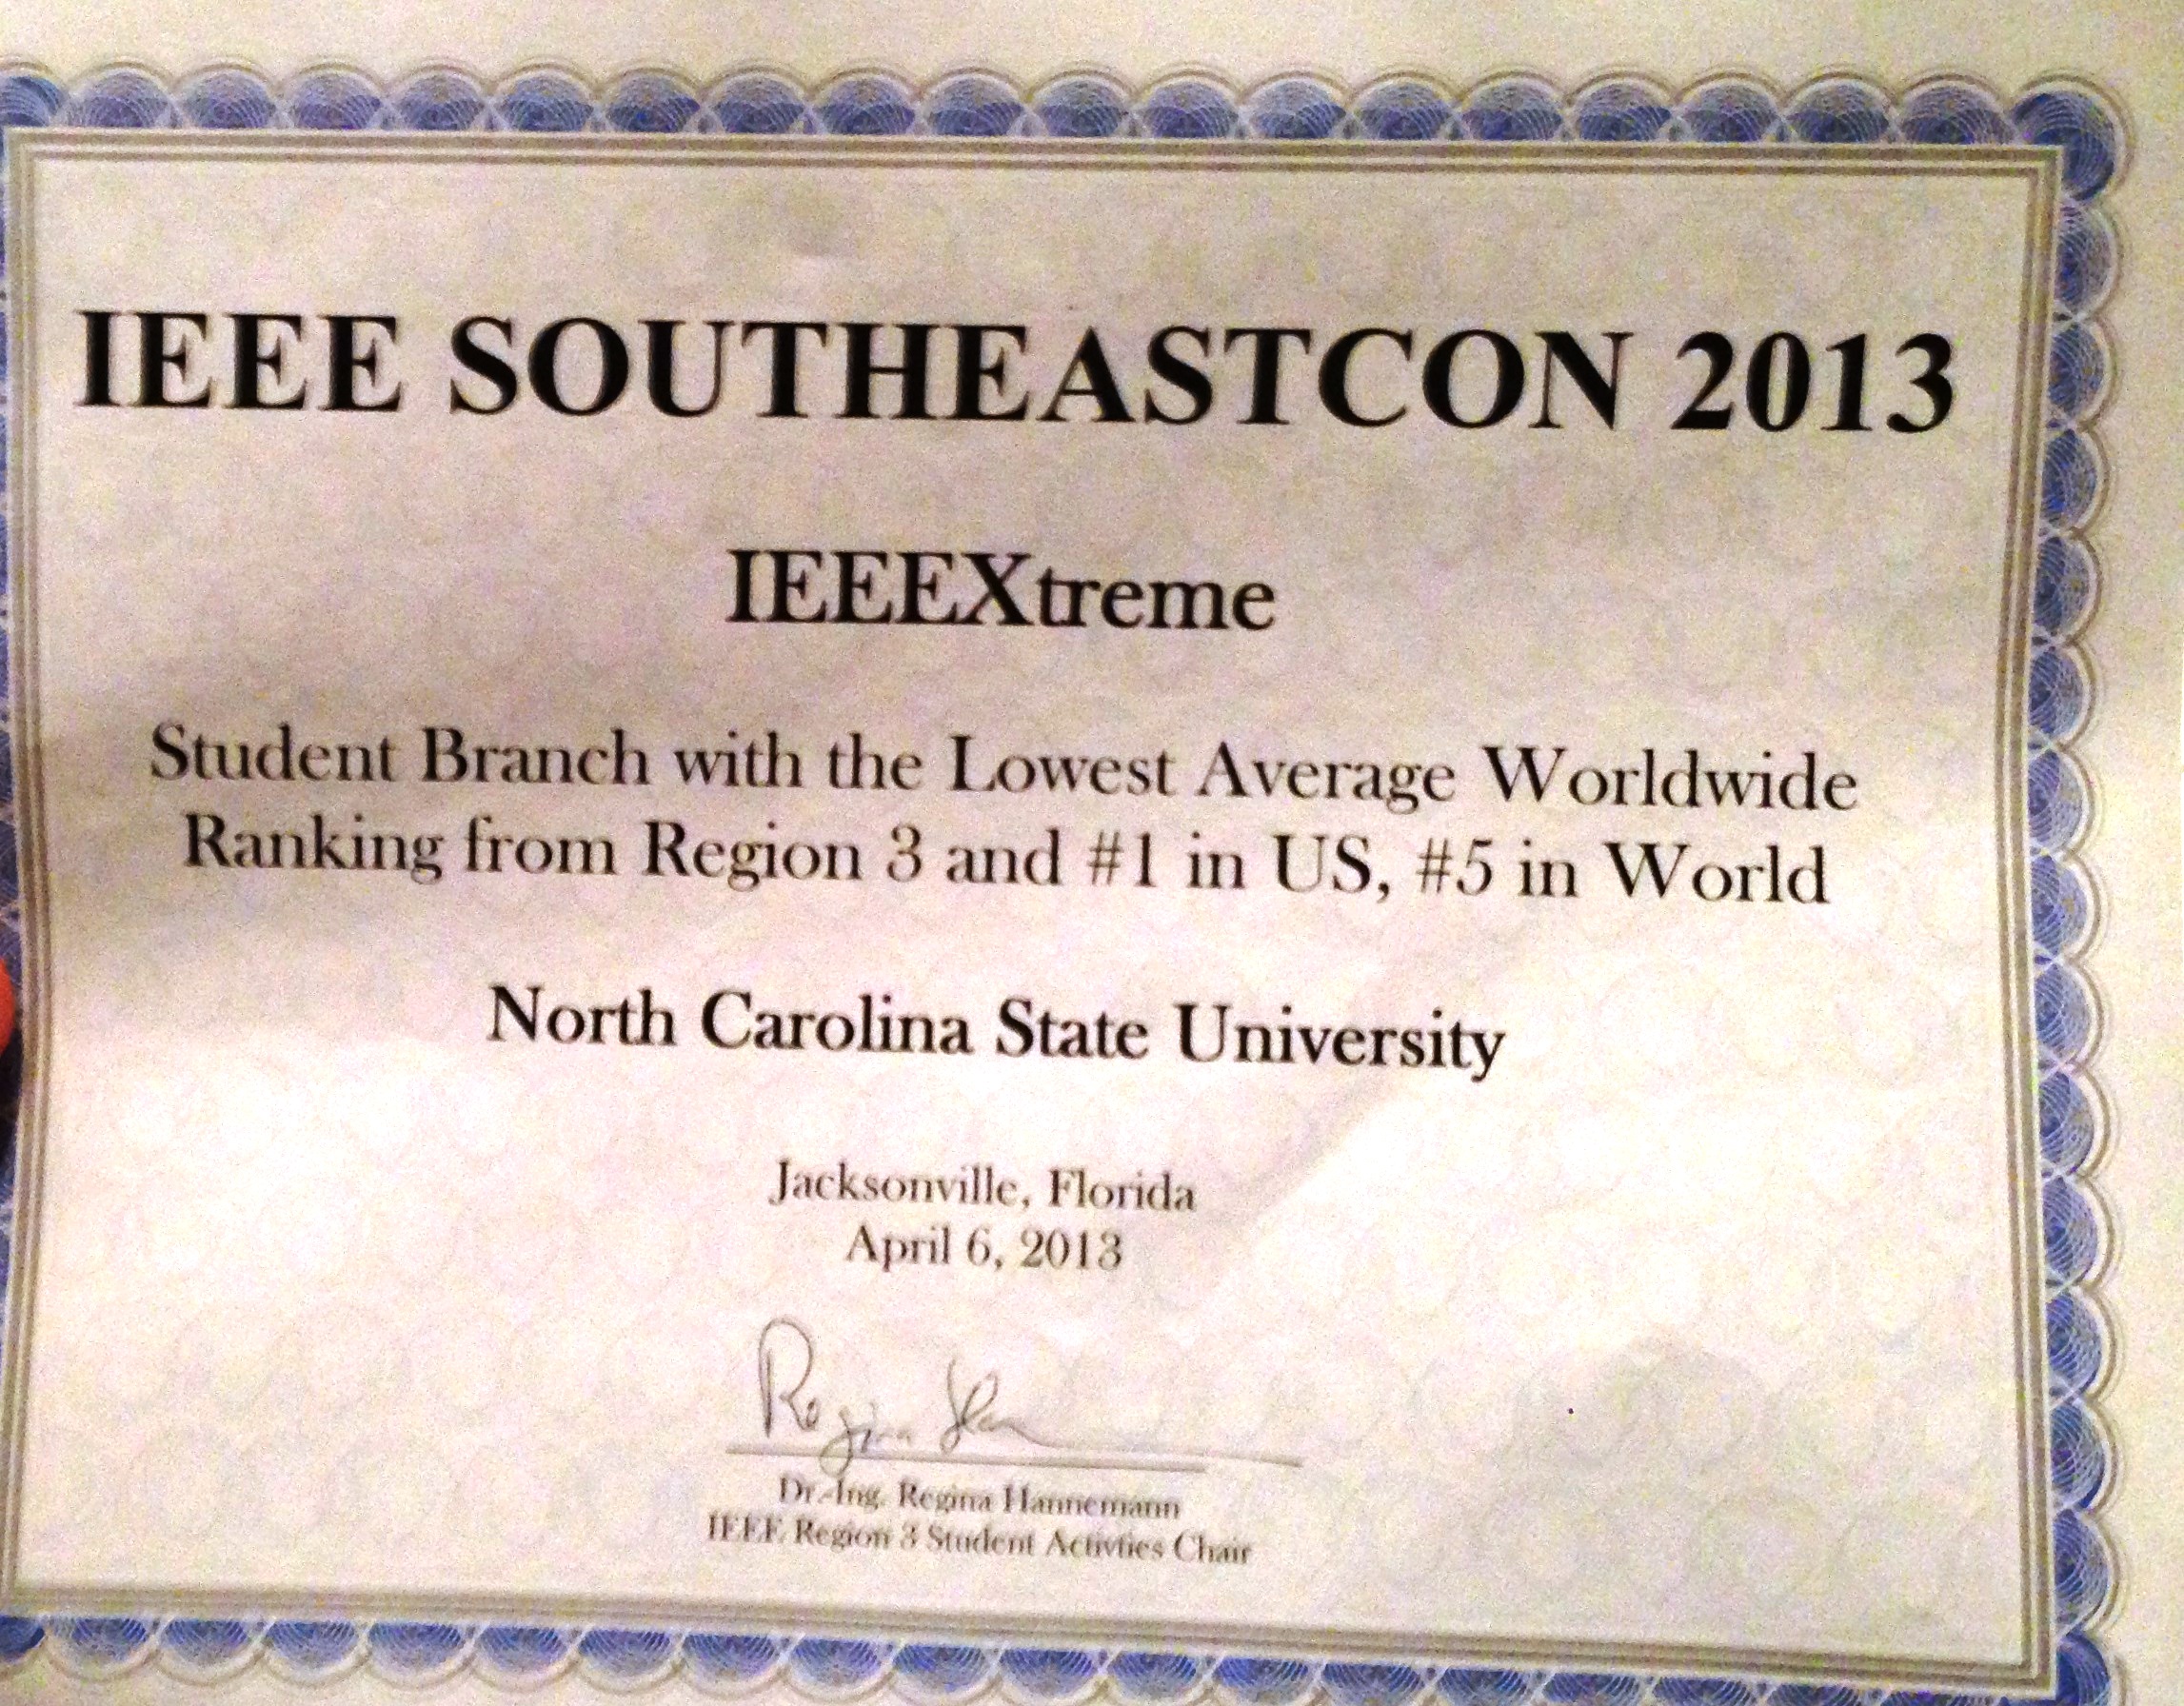 IEEE SOUTHEASTCON 2013
IEEEXtreme
Student Branch with the Lowest Average Worldwide
Ranking from Region 3 and #1 in US, #5 in World
North Carolina State University
Jacksonville, Florida
April 6, 2013
Regina
Dr.-Ing. Regina Hannemann
IEEE Region 3 Student Activties Chair